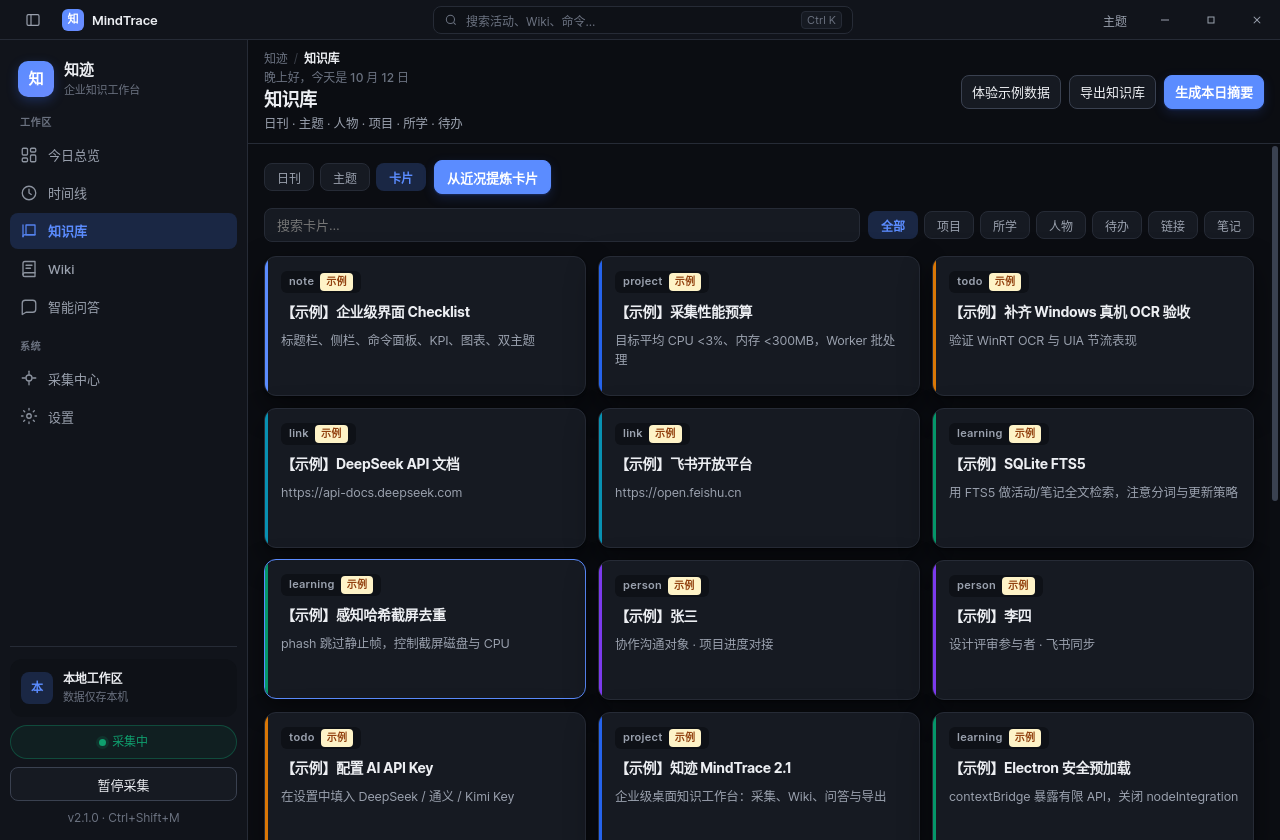 知 MindTrace
搜索活动、Wiki、命令... Ctrl K
主题
知 知迹
企业知识工作台
工作区
今日总览
时间线
知识库
Wiki
智能问答
系统
采集中心
设置
本 本地工作区
数据仅存本机
采集中
暂停采集
v2.1.0 · Ctrl+Shift+M
知迹 / 知识库
晚上好，今天是 10 月 12 日
知识库
日刊 · 主题 · 人物 · 项目 · 所学 · 待办
体验示例数据 导出知识库 生成本日摘要
日刊 主题 卡片 从近况提炼卡片
搜索卡片...
全部 项目 所学 人物 待办 链接 笔记
note 示例
【示例】企业级界面 Checklist
标题栏、侧栏、命令面板、KPI、图表、双主题
project 示例
【示例】采集性能预算
目标平均 CPU <3%、内存 <300MB，Worker 批处
理
todo 示例
【示例】补齐 Windows 真机 OCR 验收
验证 WinRT OCR 与 UIA 节流表现
link 示例
【示例】DeepSeek API 文档
https://api-docs.deepseek.com
link 示例
【示例】飞书开放平台
https://open.feishu.cn
learning 示例
【示例】SQLite FTS5
用 FTS5 做活动/笔记全文检索，注意分词与更新策略
learning 示例
【示例】感知哈希截屏去重
phash 跳过静止帧，控制截屏磁盘与 CPU
person 示例
【示例】张三
协作沟通对象 · 项目进度对接
person 示例
【示例】李四
设计评审参与者 · 飞书同步
todo 示例
【示例】配置 AI API Key
在设置中填入 DeepSeek / 通义 / Kimi Key
project 示例
【示例】知迹 MindTrace 2.1
企业级桌面知识工作台：采集、Wiki、问答与导出
learning 示例
【示例】Electron 安全预加载
contextBridge 暴露有限 API，关闭 nodeIntegration